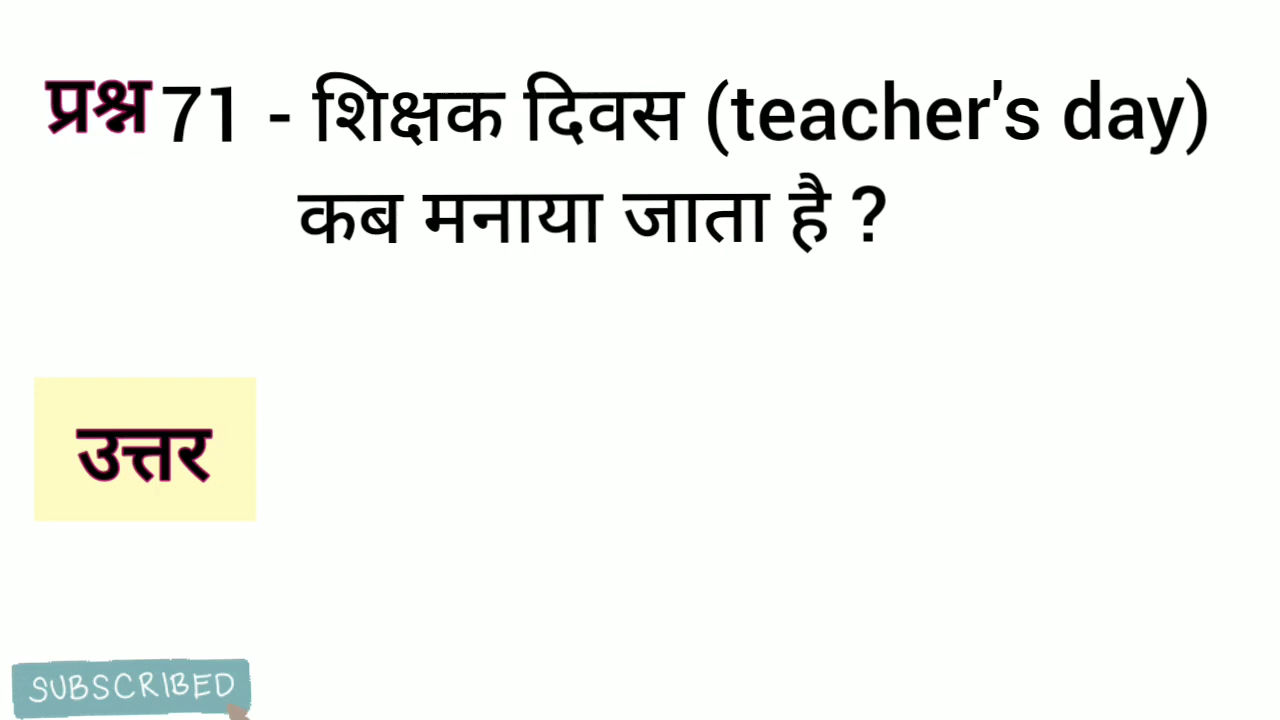 प्रश्न 71 - शिक्षक दिवस (teacher's day)
कब मनाया जाता है ?
उत्तर
SUBSCRIBED